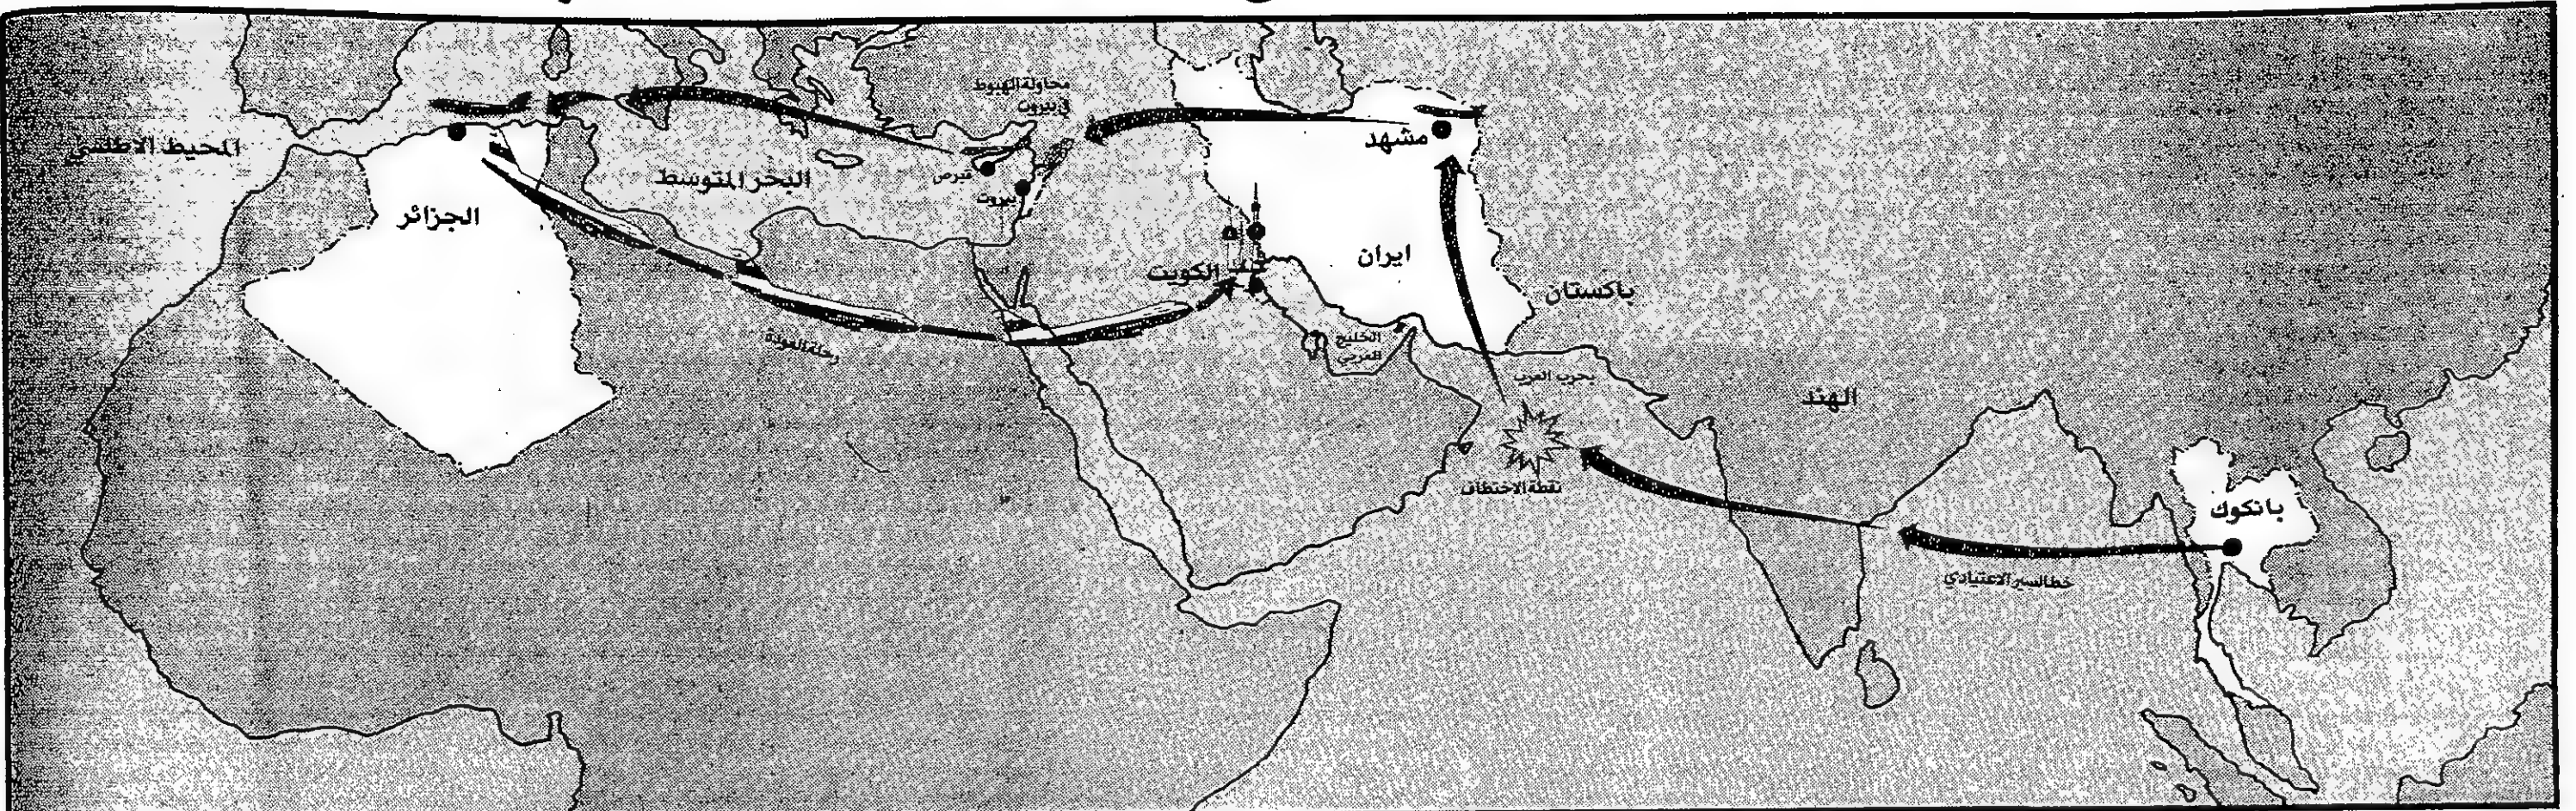 محاولة الهبوط
في بيروت
المحيط الاطلسي
مشهد
البحر المتوسط
قبرص
بيروت
الجزائر
ايران
الكويت
باكستان
رحلة العودة
الخليج
العربي
بحر العرب
الهند
نقطة الاختطاف
بانكوك
خط السير الاعتيادي